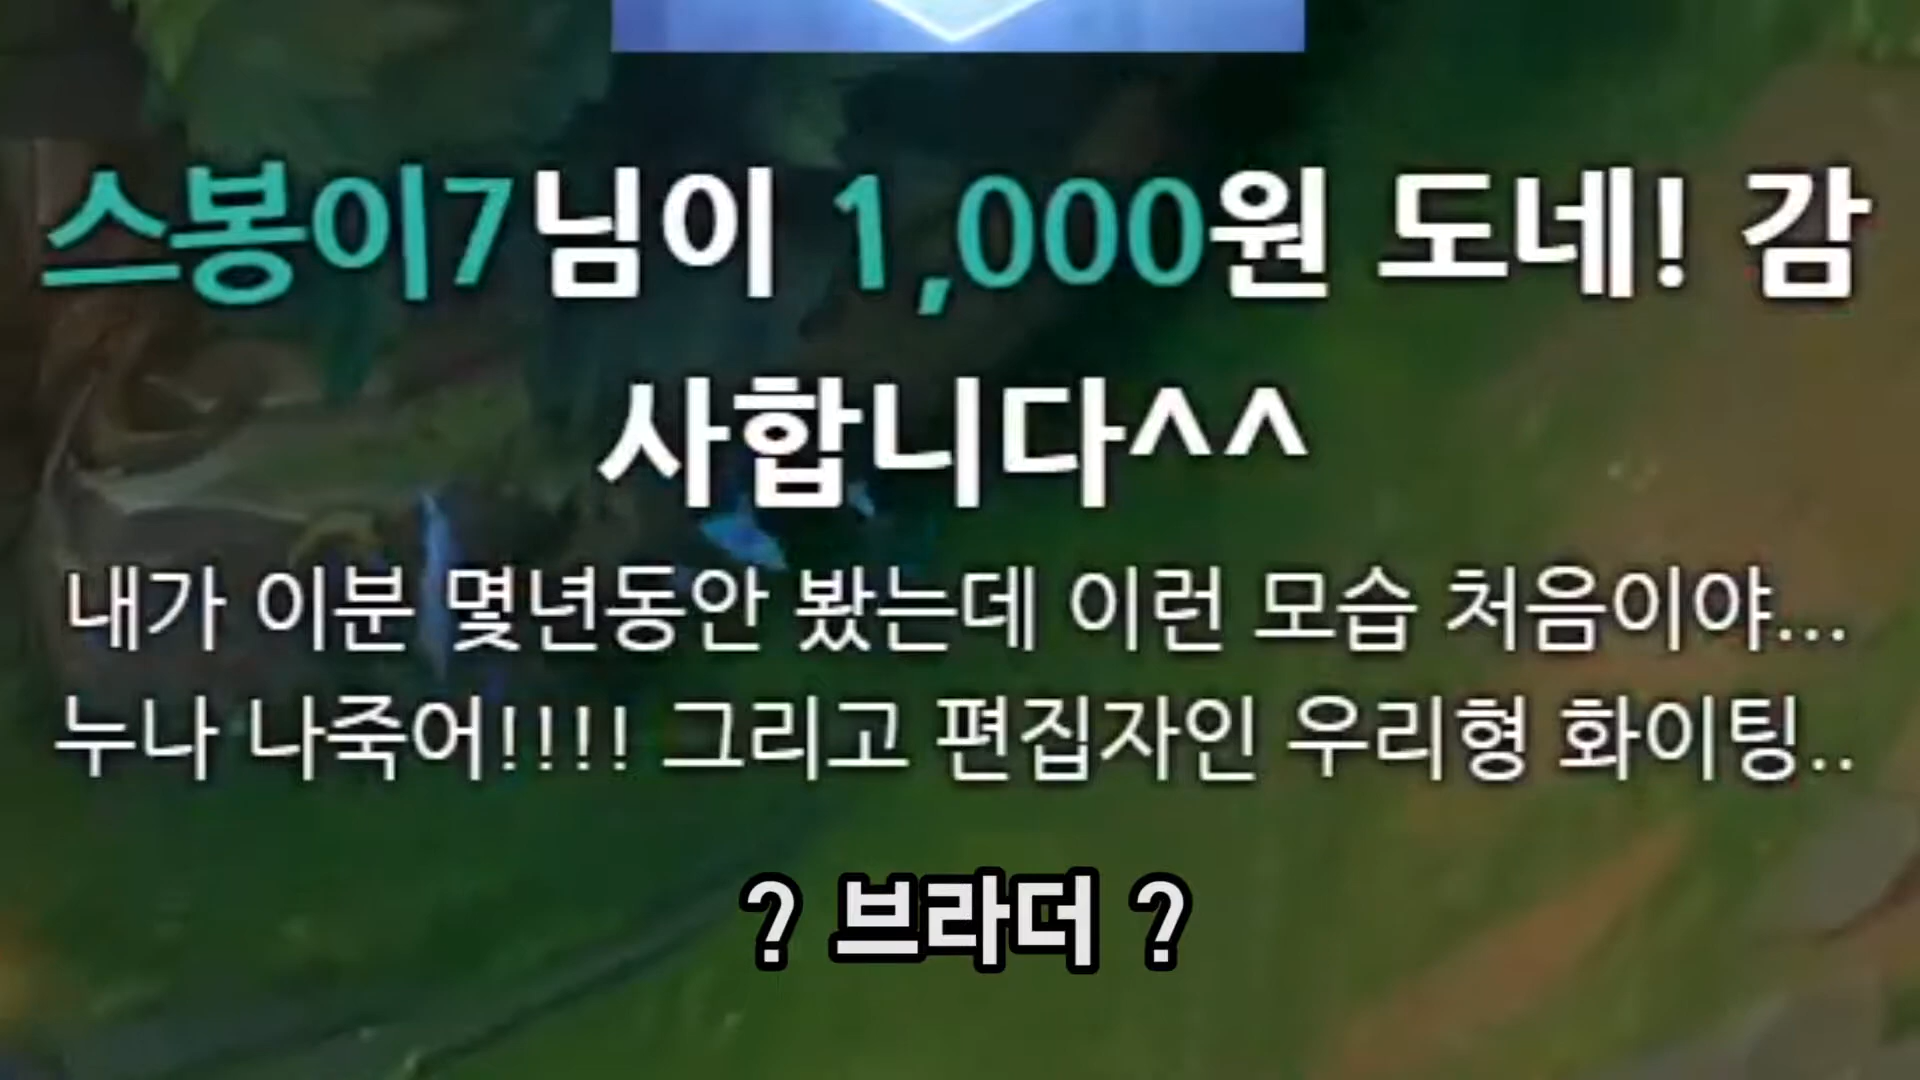 스봉이7님이 1,000원 도네! 감
사합니다^^
내가 이분 몇년동안 봤는데 이런 모습 처음이야...
누나 나죽어!!!! 그리고 편집자인 우리형 화이팅..
? 브라더 ?